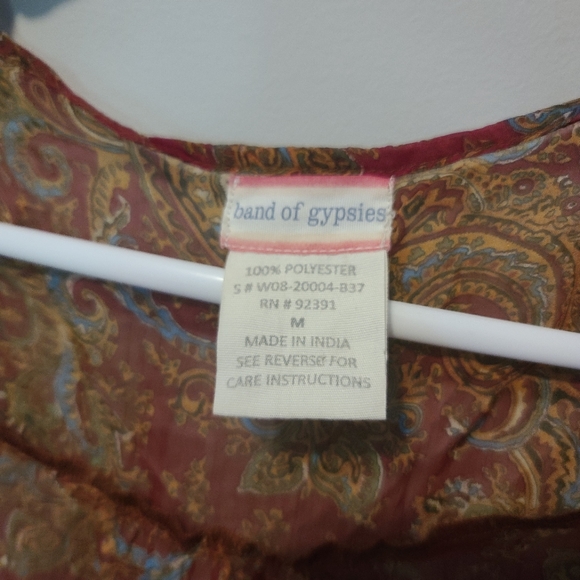 band of gypsies
100% POLYESTER
S # W08-20004-B37
RN # 92391
M
MADE IN INDIA
SEE REVERSE FOR
CARE INSTRUCTIONS